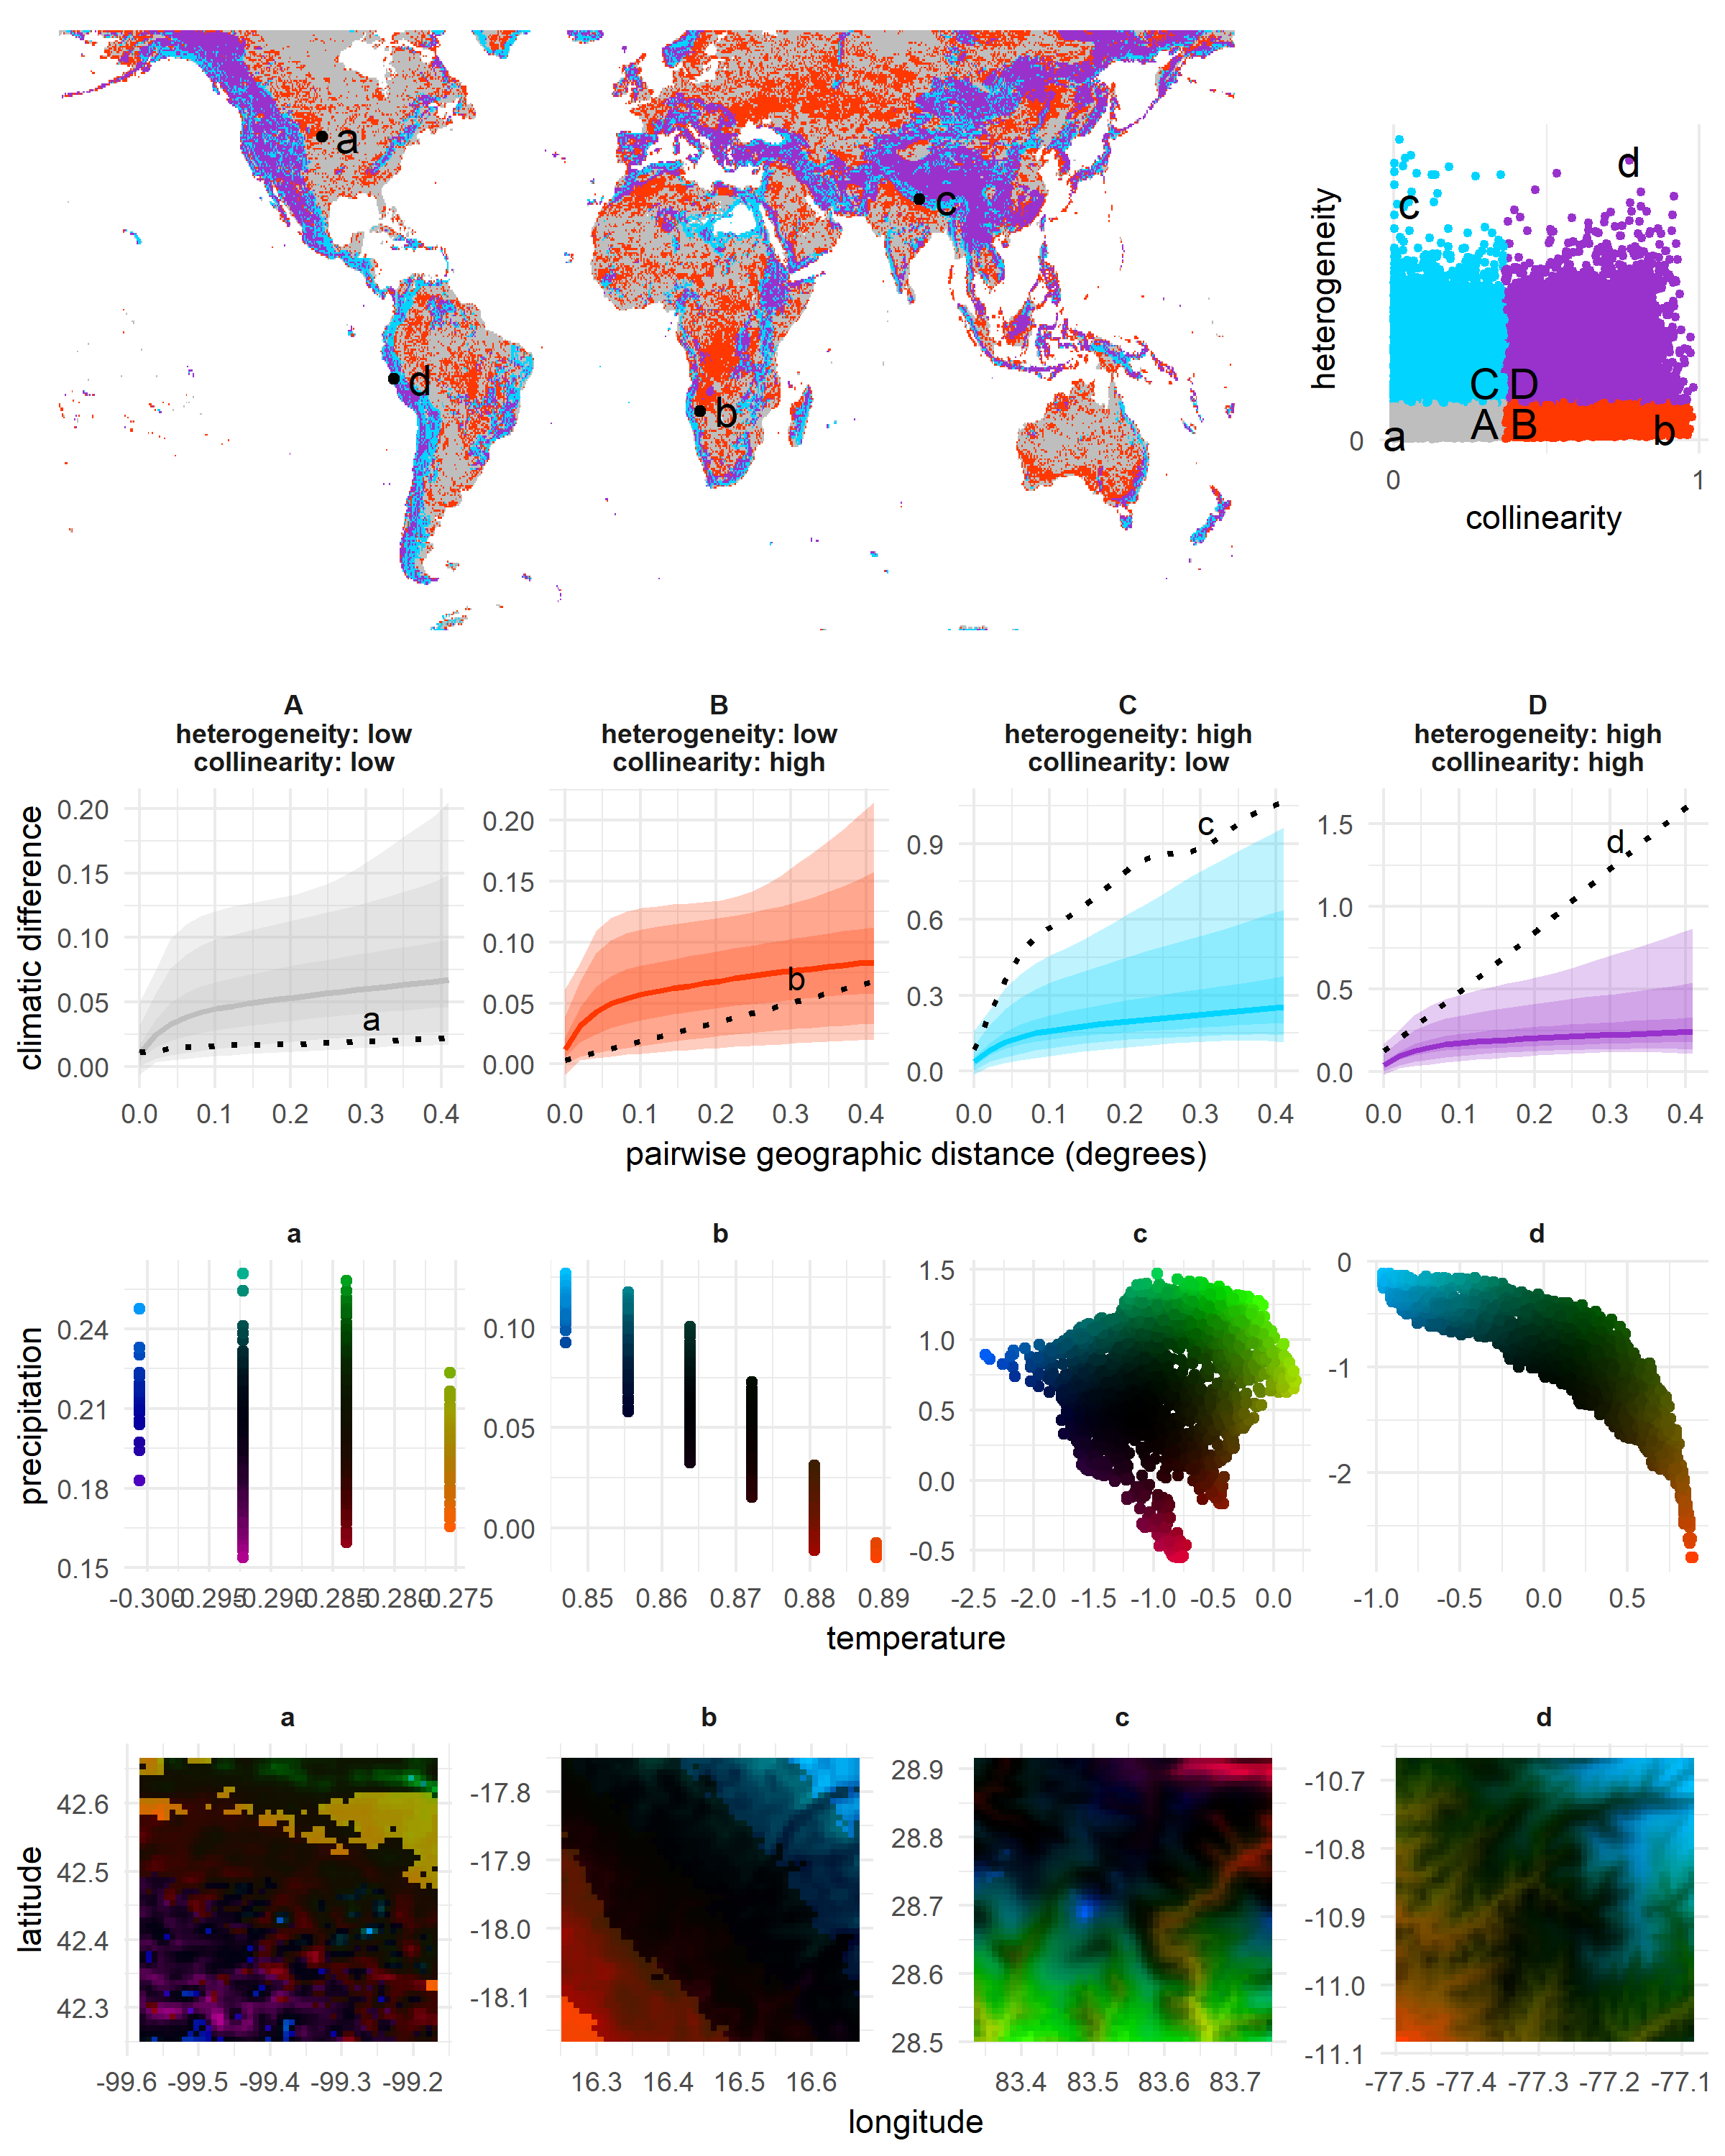 a
c
d
b
heterogeneity
d
c
C D
A B
a
b
0
0 1
collinearity
A
heterogeneity: low
collinearity: low
B
heterogeneity: low
collinearity: high
C
heterogeneity: high
collinearity: low
D
heterogeneity: high
collinearity: high
climatic difference
0.20
0.15
0.10
0.05
0.00
a
0.0 0.1 0.2 0.3 0.4
0.20
0.15
0.10
0.05
0.00
b
0.0 0.1 0.2 0.3 0.4
0.9
0.6
0.3
0.0
c
0.0 0.1 0.2 0.3 0.4
1.5
1.0
0.5
0.0
d
0.0 0.1 0.2 0.3 0.4
pairwise geographic distance (degrees)
precipitation
a
0.24
0.21
0.18
0.15
-0.300 -0.295 -0.290 -0.285 -0.280 -0.275
b
0.10
0.05
0.00
0.85 0.86 0.87 0.88 0.89
c
1.5
1.0
0.5
0.0
-0.5
-2.5 -2.0 -1.5 -1.0 -0.5 0.0
d
0
-1
-2
-1.0 -0.5 0.0 0.5
temperature
latitude
a
42.6
42.5
42.4
42.3
-99.6 -99.5 -99.4 -99.3 -99.2
b
-17.8
-17.9
-18.0
-18.1
16.3 16.4 16.5 16.6
c
28.9
28.8
28.7
28.6
28.5
83.4 83.5 83.6 83.7
d
-10.7
-10.8
-10.9
-11.0
-11.1
-77.5 -77.4 -77.3 -77.2 -77.1
longitude